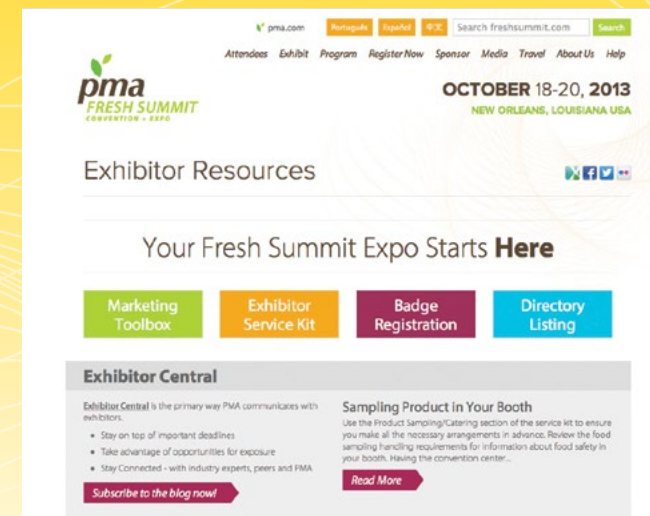 pma.com Português Español 中文 Search freshsummit.com Search
Attendees Exhibit Program Register Now Sponsor Media Travel About Us Help
pma
FRESH SUMMIT
CONVENTION + EXPO
OCTOBER 18-20, 2013
NEW ORLEANS, LOUISIANA USA
Exhibitor Resources
Your Fresh Summit Expo Starts Here
Marketing
Toolbox
Exhibitor
Service Kit
Badge
Registration
Directory
Listing
Exhibitor Central
Exhibitor Central is the primary way PMA communicates with
exhibitors.
Stay on top of important deadlines
Take advantage of opportunities for exposure
Stay Connected - with industry experts, peers and PMA
Subscribe to the blog now!
Sampling Product in Your Booth
Use the Product Sampling/Catering section of the service kit to ensure
you make all the necessary arrangements in advance. Review the food
sampling handling requirements for information about food safety in
your booth. Having the convention center...
Read More